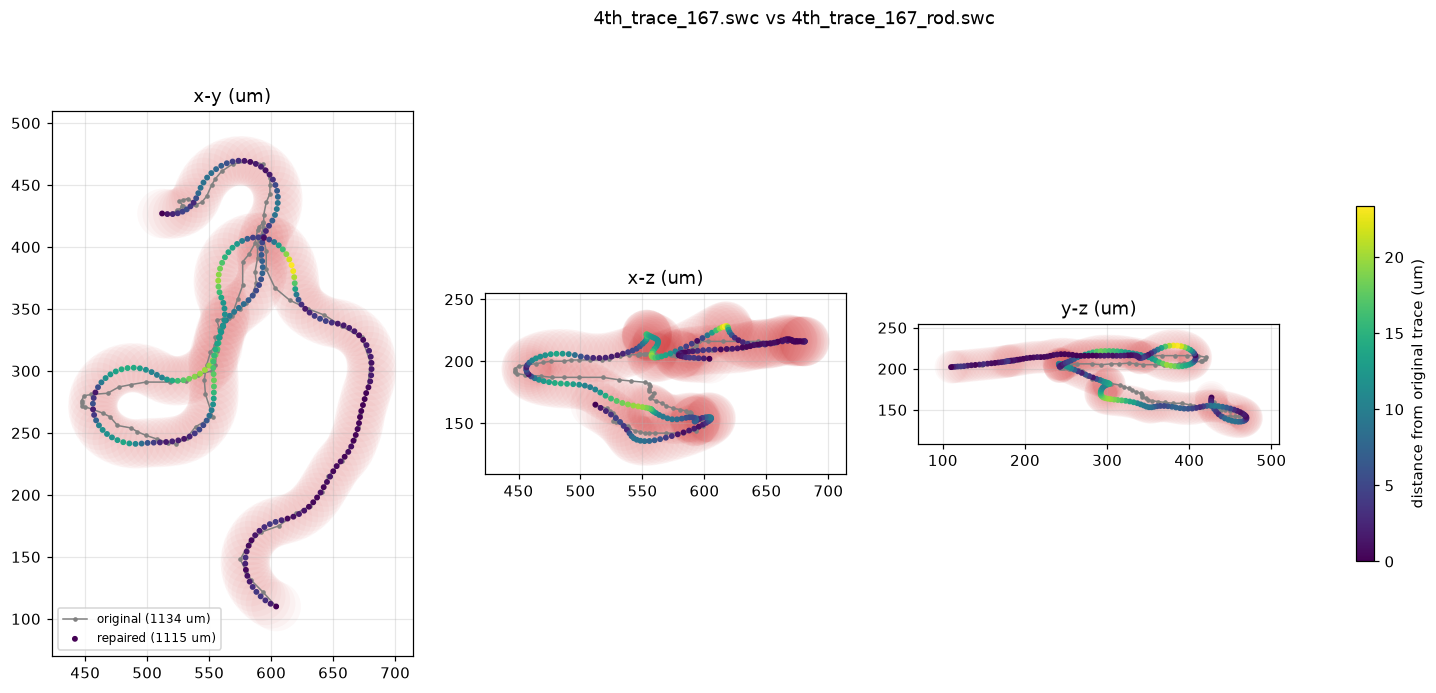 4th_trace_167.swc vs 4th_trace_167_rod.swc
x-y (um)
500
450
400
350
300
250
200
150
100
450 500 550 600 650 700
original (1134 um)
repaired (1115 um)
x-z (um)
250
200
150
450 500 550 600 650 700
y-z (um)
250
200
150
100 200 300 400 500
20
15
10
5
0
distance from original trace (um)